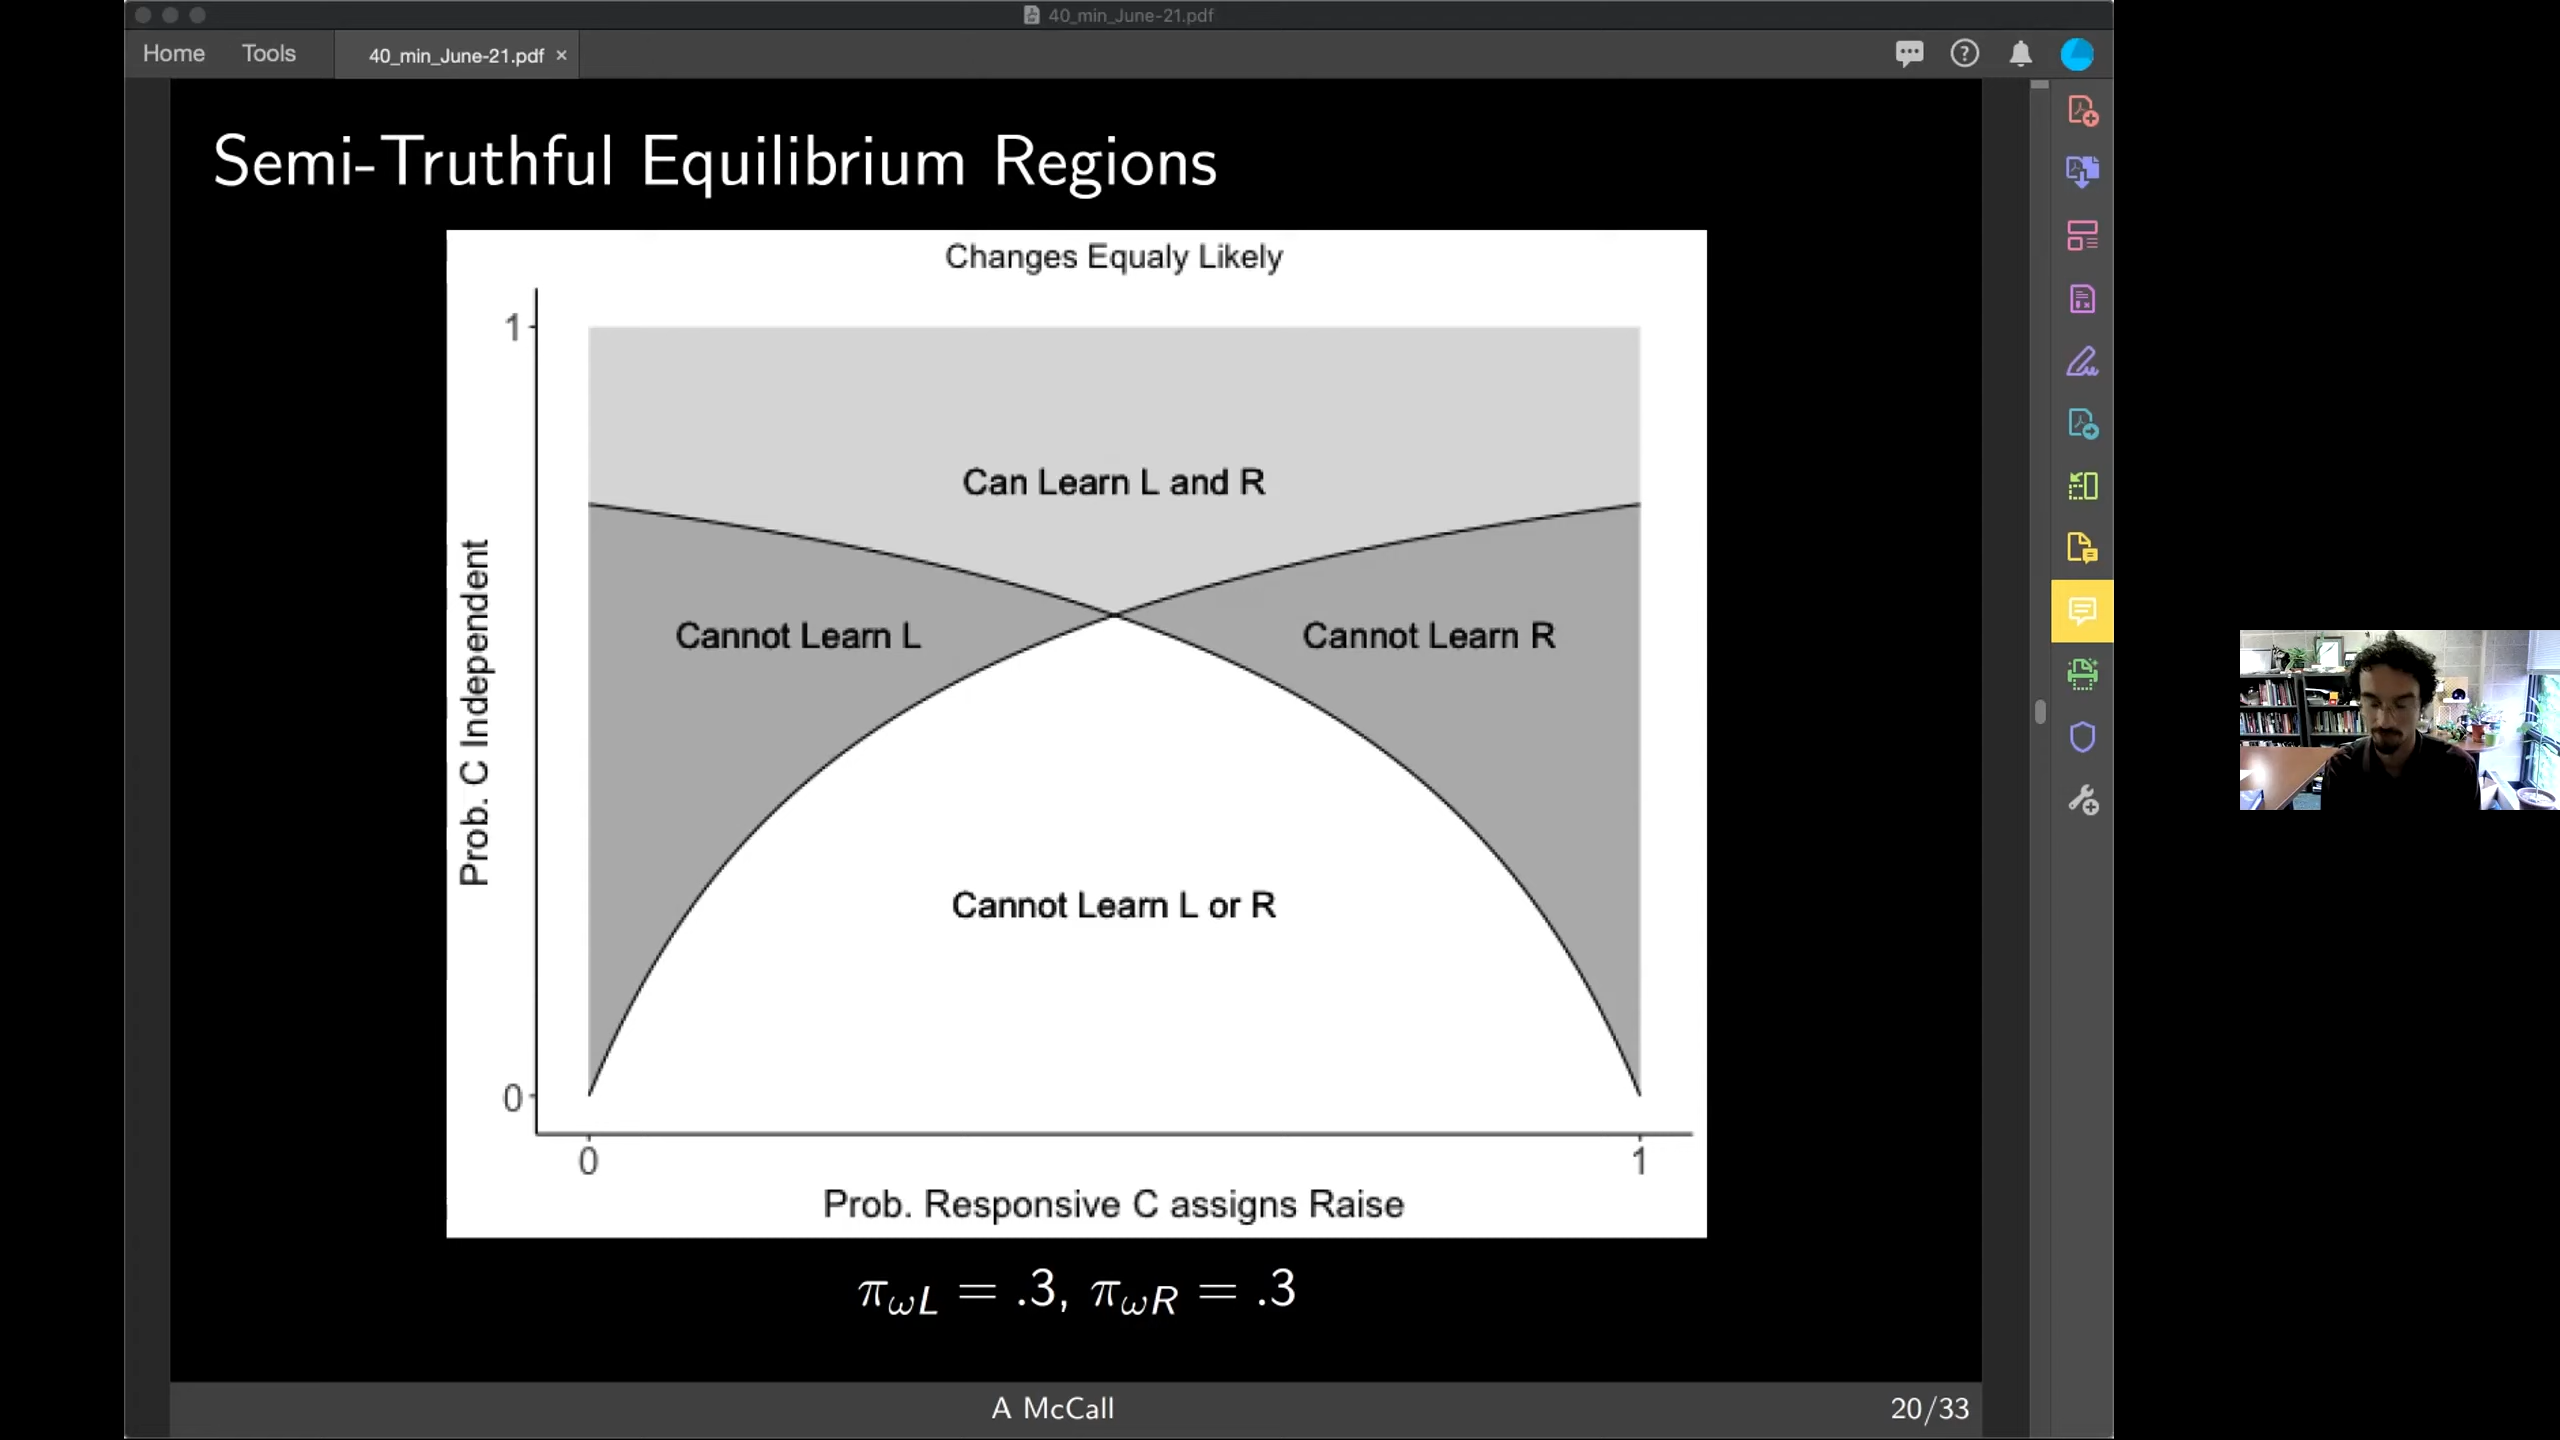 40_min_June-21.pdf
Home
Tools
40_min_June-21.pdf ×
Semi-Truthful Equilibrium Regions
Changes Equaly Likely
1
Can Learn L and R
Cannot Learn L
Cannot Learn R
Prob. C Independent
Cannot Learn L or R
0
0
1
Prob. Responsive C assigns Raise
π_ωL = .3, π_ωR = .3
A McCall
20/33